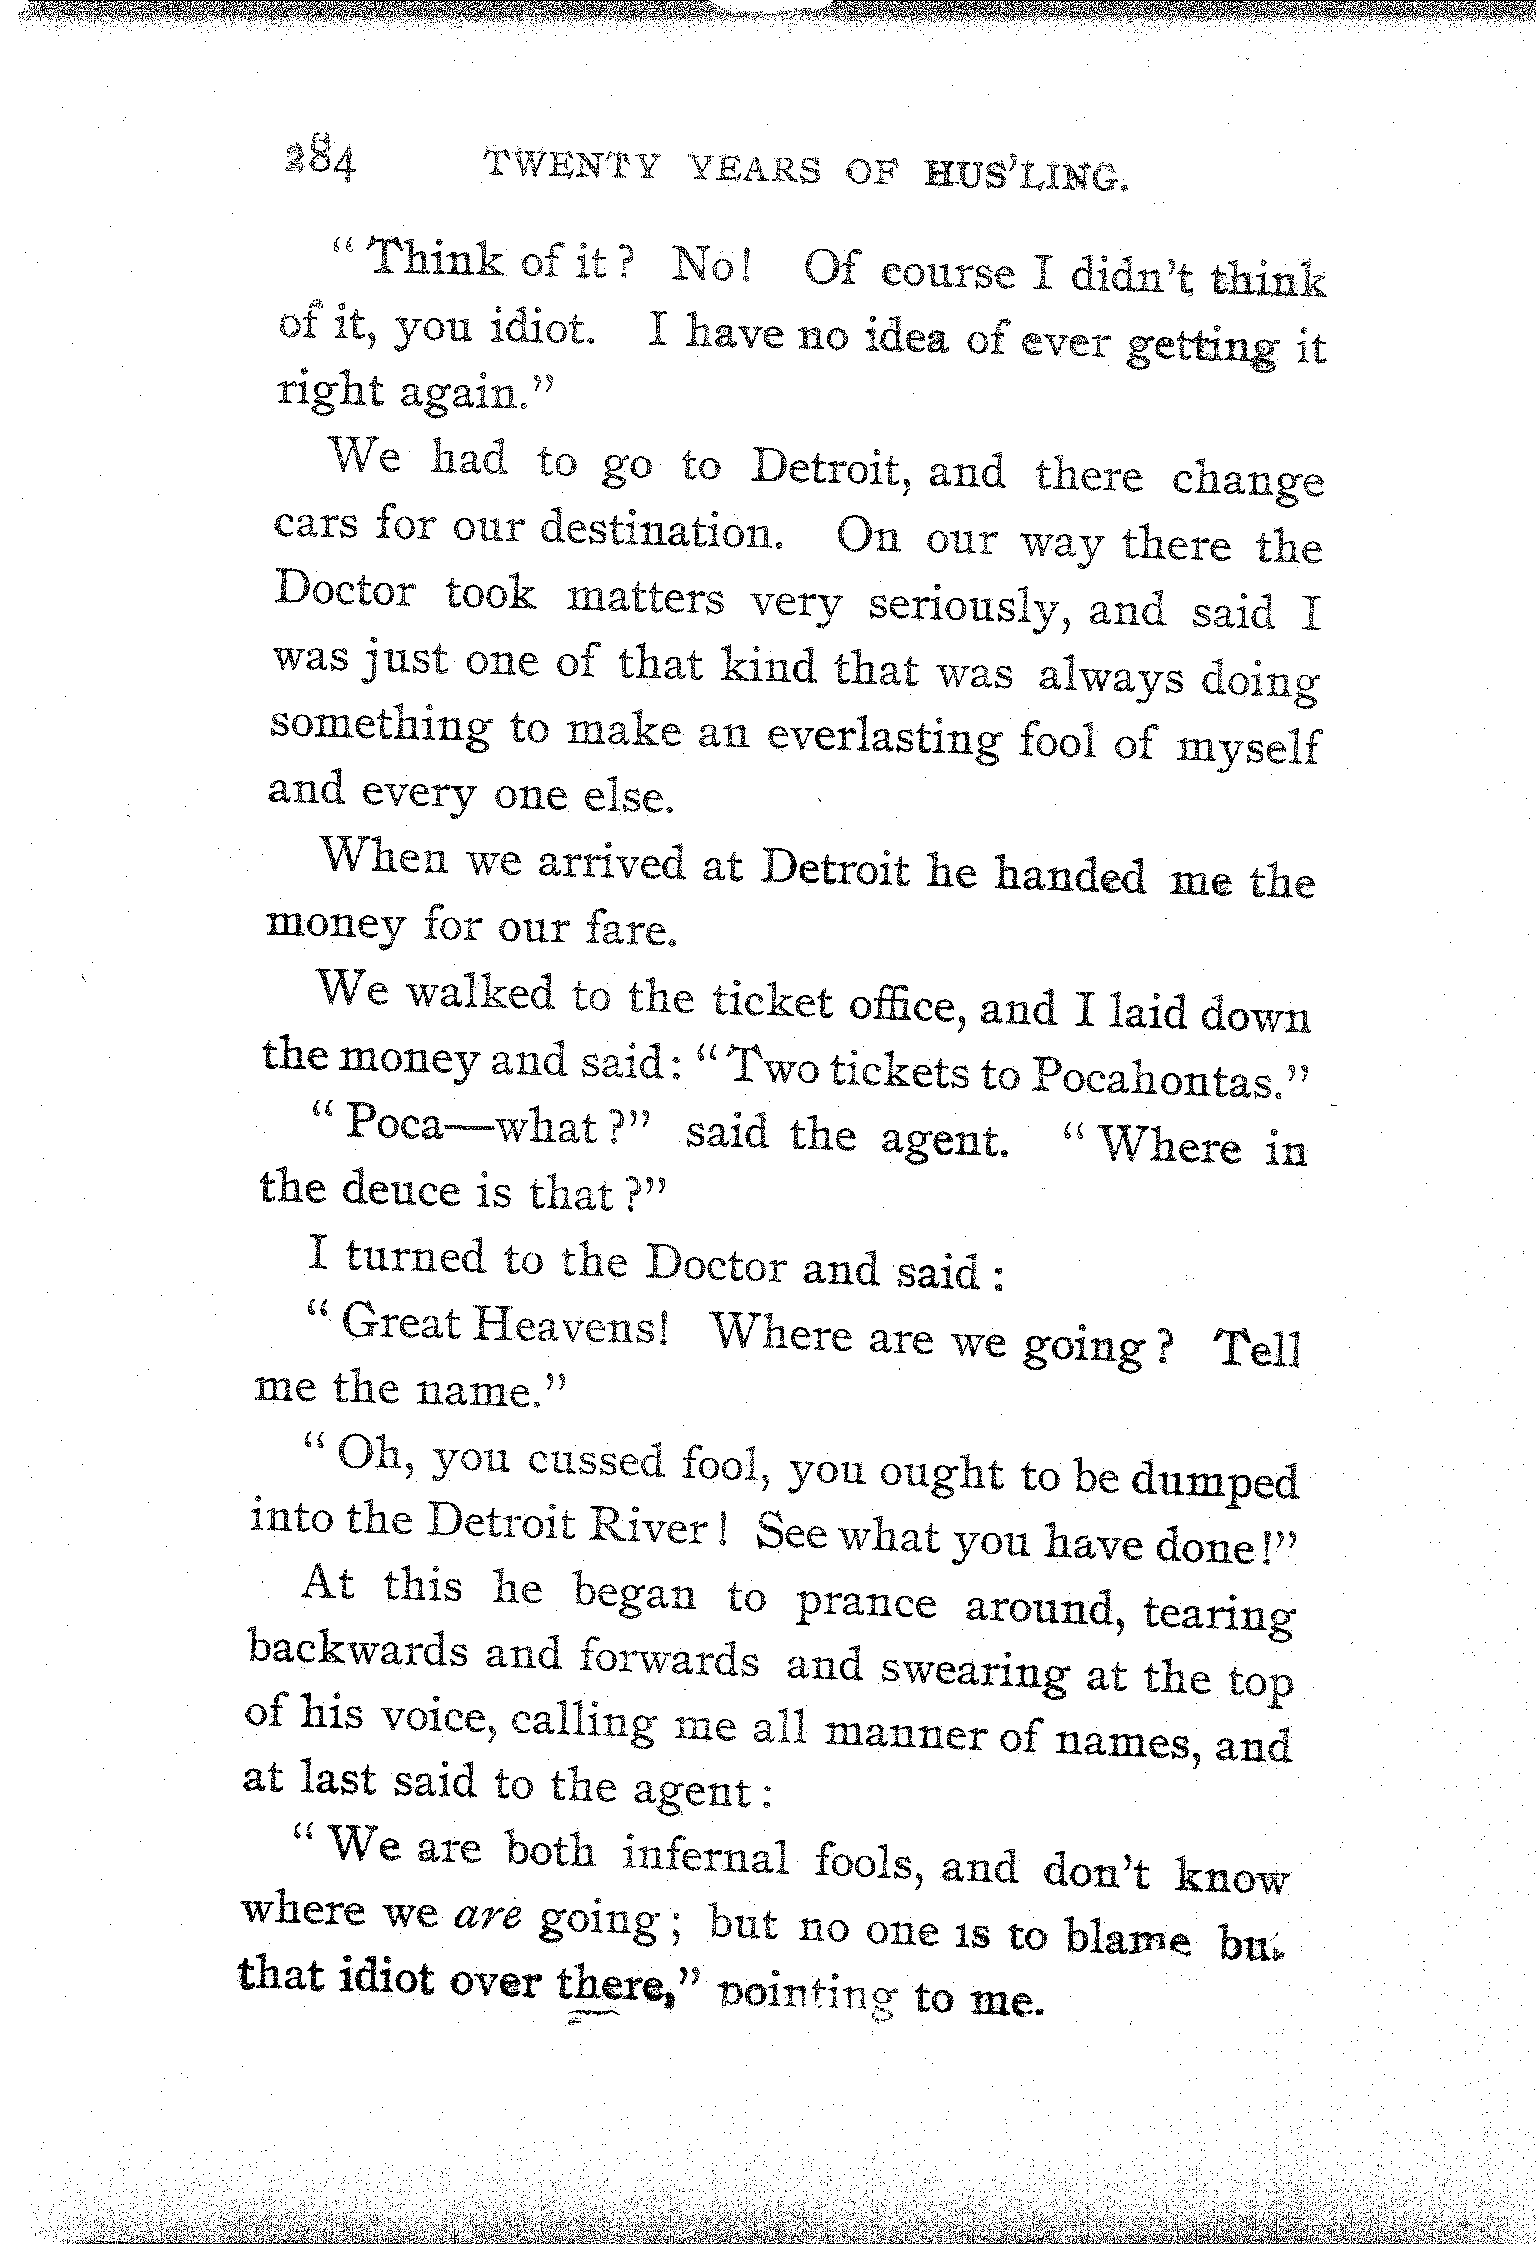 284 TWENTY YEARS OF HUS'LING.
“Think of it? No! Of course I didn't think
of it, you idiot. I have no idea of ever getting it
right again.”
We had to go to Detroit, and there change
cars for our destination. On our way there the
Doctor took matters very seriously, and said I
was just one of that kind that was always doing
something to make an everlasting fool of myself
and every one else.
When we arrived at Detroit he handed me the
money for our fare.
We walked to the ticket office, and I laid down
the money and said: “Two tickets to Pocahontas.”
“Poca—what?” said the agent. “Where in
the deuce is that?”
I turned to the Doctor and said:
“Great Heavens! Where are we going? Tell
me the name.”
“Oh, you cussed fool, you ought to be dumped
into the Detroit River! See what you have done!”
At this he began to prance around, tearing
backwards and forwards and swearing at the top
of his voice, calling me all manner of names, and
at last said to the agent:
“We are both infernal fools, and don't know
where we are going; but no one is to blame but
that idiot over there,” pointing to me.